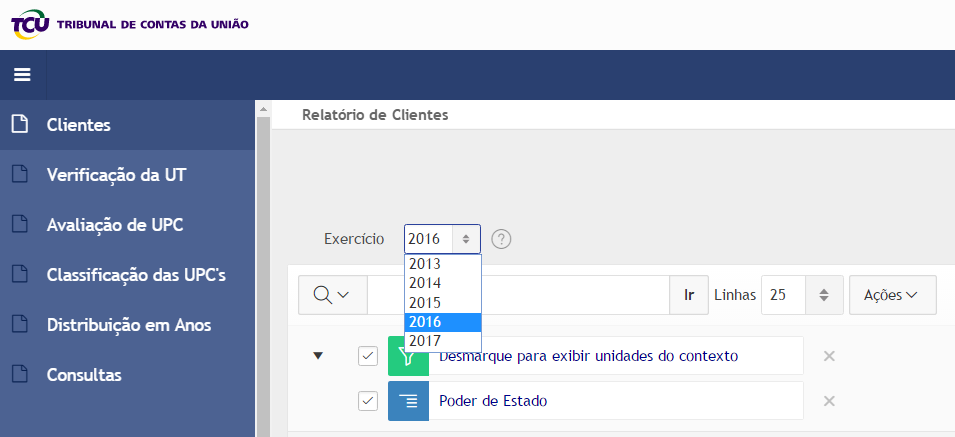 TCU TRIBUNAL DE CONTAS DA UNIÃO
Relatório de Clientes
Clientes
Verificação da UT
Avaliação de UPC
Classificação das UPC's
Distribuição em Anos
Consultas
Exercício 2016 ?
2013
2014
2015
2016
2017
Ir Linhas 25 Ações
Desmarque para exibir unidades do contexto
Poder de Estado